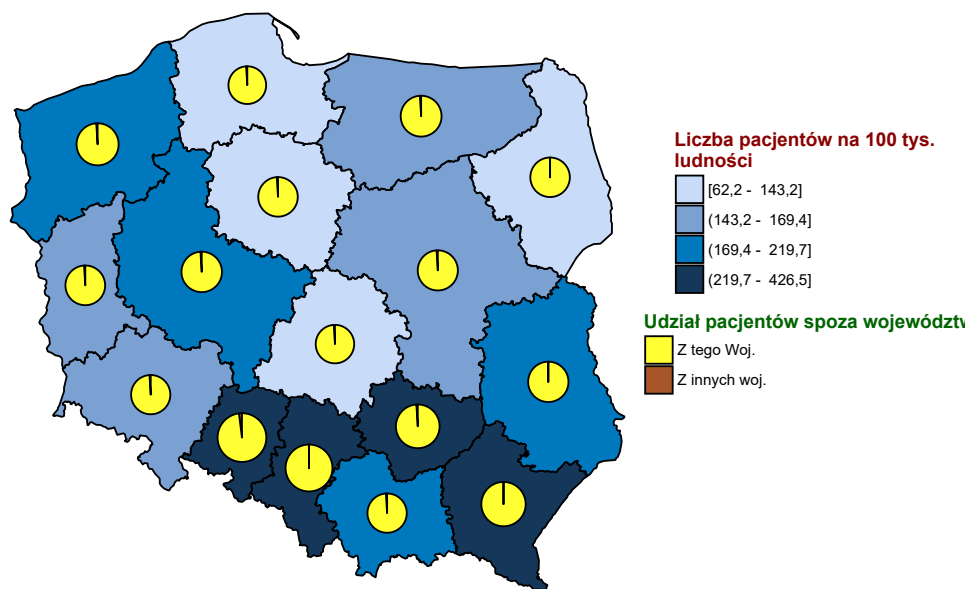 Liczba pacjentów na 100 tys.
ludności
[62,2 - 143,2]
(143,2 - 169,4]
(169,4 - 219,7]
(219,7 - 426,5]
Udział pacjentów spoza województw
Z tego Woj.
Z innych woj.